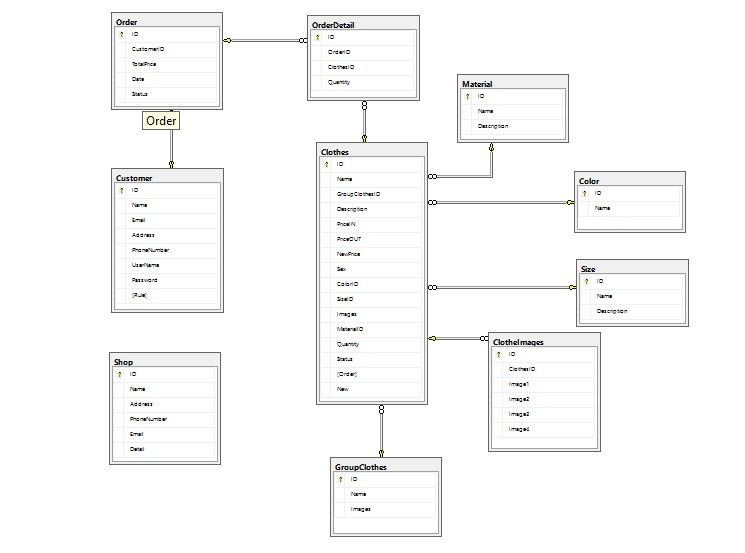 Order
ID
CustomerID
TotalPrice
Date
Status
Order
OrderDetail
ID
OrderID
ClothesID
Quantity
Material
ID
Name
Description
Customer
ID
Name
Email
Address
PhoneNumber
UserName
Password
[Rule]
Clothes
ID
Name
GroupClothesID
Description
PriceIN
PriceOUT
NewPrice
Sex
ColorID
SizeID
Images
MaterialID
Quantity
Status
[Order]
New
Color
ID
Name
Size
ID
Name
Description
ClotheImages
ID
ClothesID
Image1
Image2
Image3
Image4
Shop
ID
Name
Address
PhoneNumber
Email
Detail
GroupClothes
ID
Name
Images